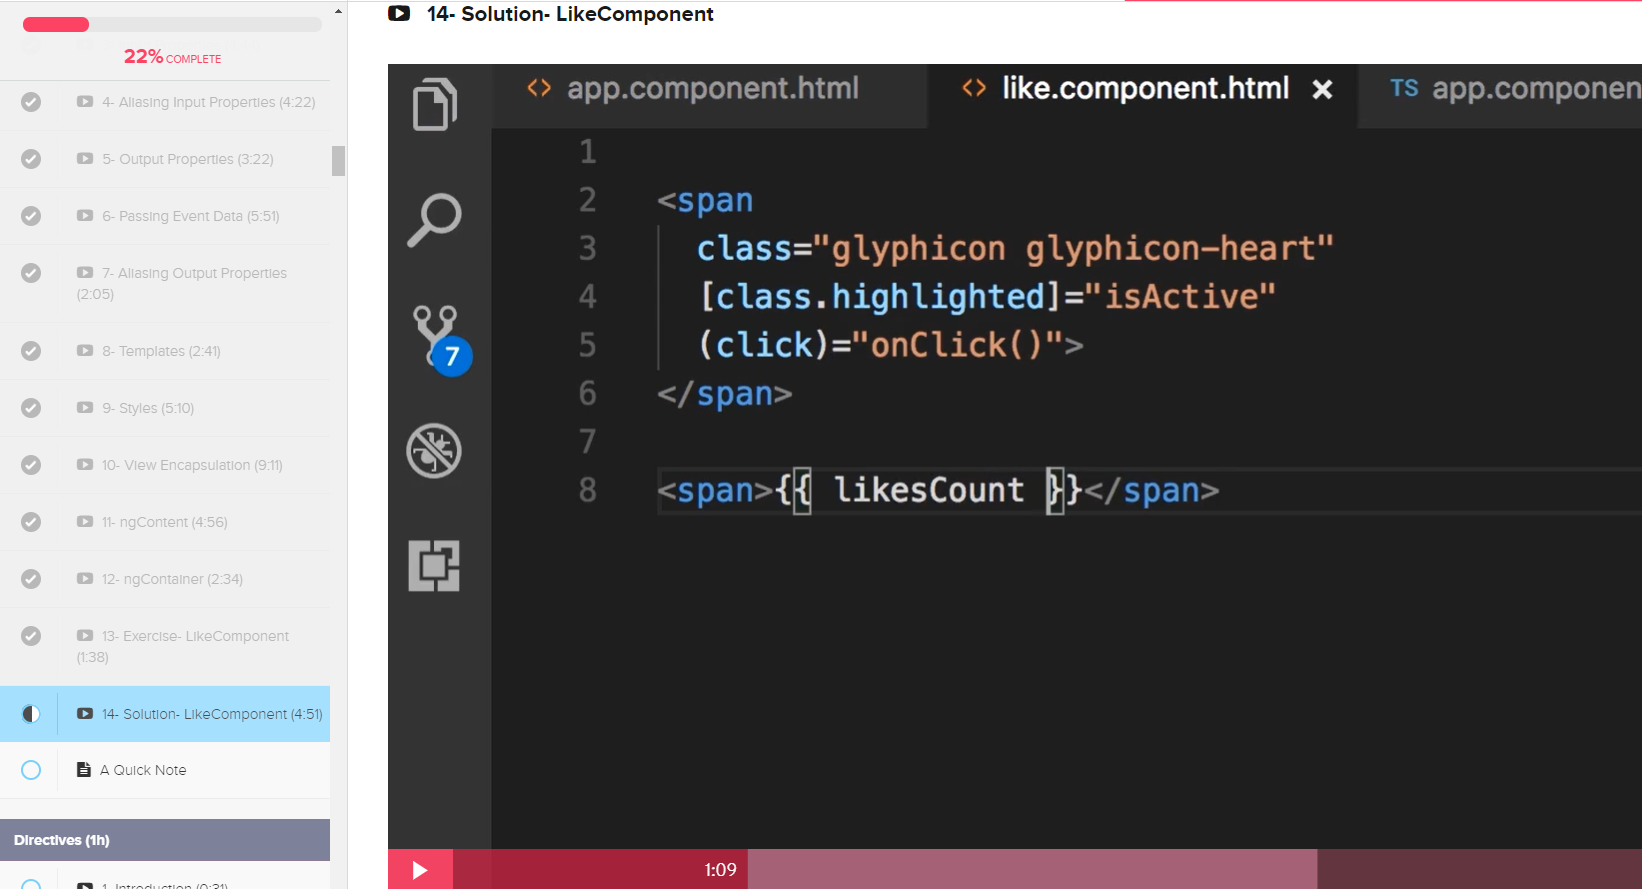 22% COMPLETE
4- Aliasing Input Properties (4:22)
5- Output Properties (3:22)
6- Passing Event Data (5:51)
7- Aliasing Output Properties
(2:05)
8- Templates (2:41)
9- Styles (5:10)
10- View Encapsulation (9:11)
11- ngContent (4:56)
12- ngContainer (2:34)
13- Exercise- LikeComponent
(1:38)
14- Solution- LikeComponent (4:51)
A Quick Note
Directives (1h)
1- Introduction (0:31)
14- Solution- LikeComponent
app.component.html
like.component.html
TS app.componen
1
2 <span
3 class="glyphicon glyphicon-heart"
4 [class.highlighted]="isActive"
5 (click)="onClick()">
6 </span>
7
8 <span>{{ likesCount }}</span>
7
1:09